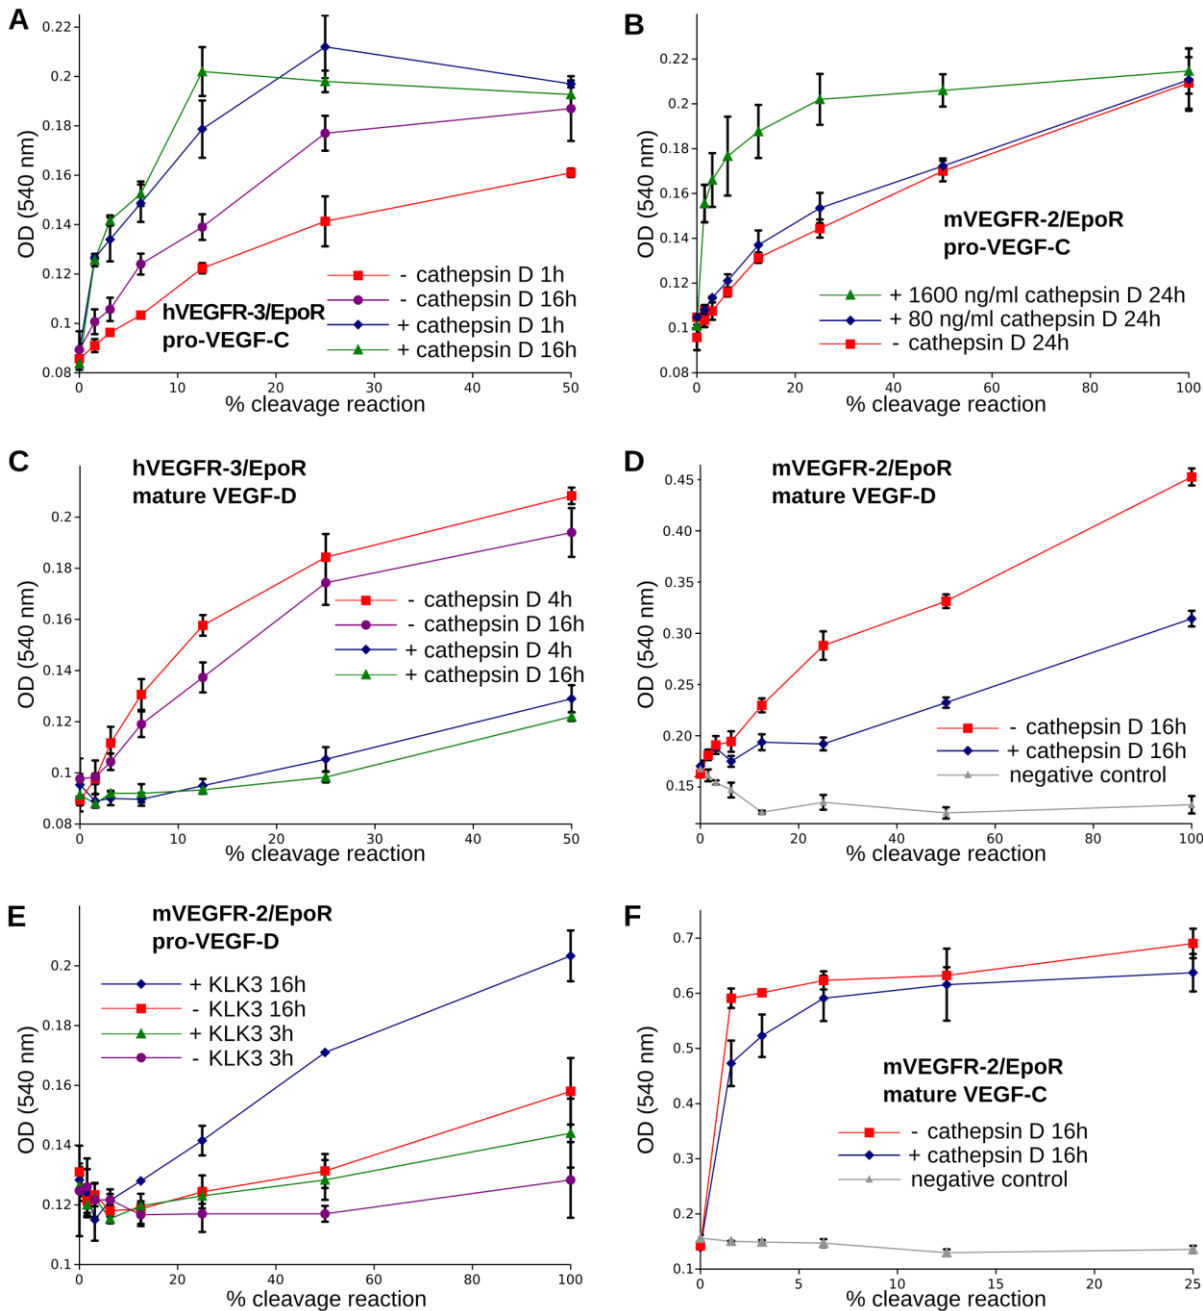 A
0.22
0.2
0.18
0.16
0.14
0.12
0.1
0.08
OD (540 nm)
hVEGFR-3/EpoR
pro-VEGF-C
- cathepsin D 1h
- cathepsin D 16h
+ cathepsin D 1h
+ cathepsin D 16h
0 10 20 30 40 50
% cleavage reaction
B
0.22
0.2
0.18
0.16
0.14
0.12
0.1
0.08
OD (540 nm)
mVEGFR-2/EpoR
pro-VEGF-C
+ 1600 ng/ml cathepsin D 24h
+ 80 ng/ml cathepsin D 24h
- cathepsin D 24h
0 20 40 60 80 100
% cleavage reaction
C
hVEGFR-3/EpoR
mature VEGF-D
0.2
0.18
0.16
0.14
0.12
0.1
0.08
OD (540 nm)
- cathepsin D 4h
- cathepsin D 16h
+ cathepsin D 4h
+ cathepsin D 16h
0 10 20 30 40 50
% cleavage reaction
D
mVEGFR-2/EpoR
mature VEGF-D
0.45
0.40
0.35
0.30
0.25
0.20
0.15
OD (540 nm)
- cathepsin D 16h
+ cathepsin D 16h
negative control
0 20 40 60 80 100
% cleavage reaction
E
mVEGFR-2/EpoR
pro-VEGF-D
0.2
0.18
0.16
0.14
0.12
0.1
OD (540 nm)
+ KLK3 16h
- KLK3 16h
+ KLK3 3h
- KLK3 3h
0 20 40 60 80 100
% cleavage reaction
F
0.7
0.6
0.5
0.4
0.3
0.2
0.1
OD (540 nm)
mVEGFR-2/EpoR
mature VEGF-C
- cathepsin D 16h
+ cathepsin D 16h
negative control
0 5 10 15 20 25
% cleavage reaction